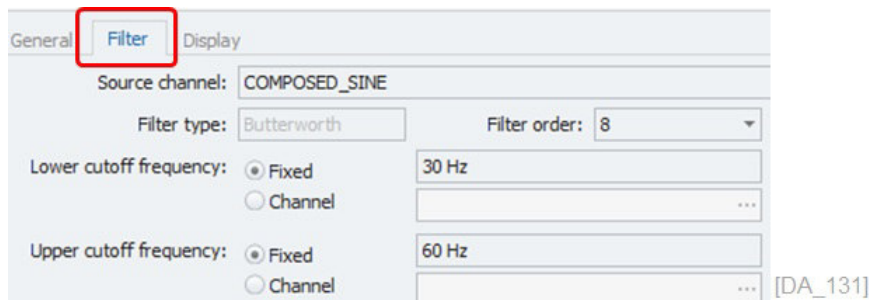 General Filter Display
Source channel: COMPOSED_SINE
Filter type: Butterworth Filter order: 8
Lower cutoff frequency: Fixed 30 Hz
Channel ...
Upper cutoff frequency: Fixed 60 Hz
Channel ... [DA_131]